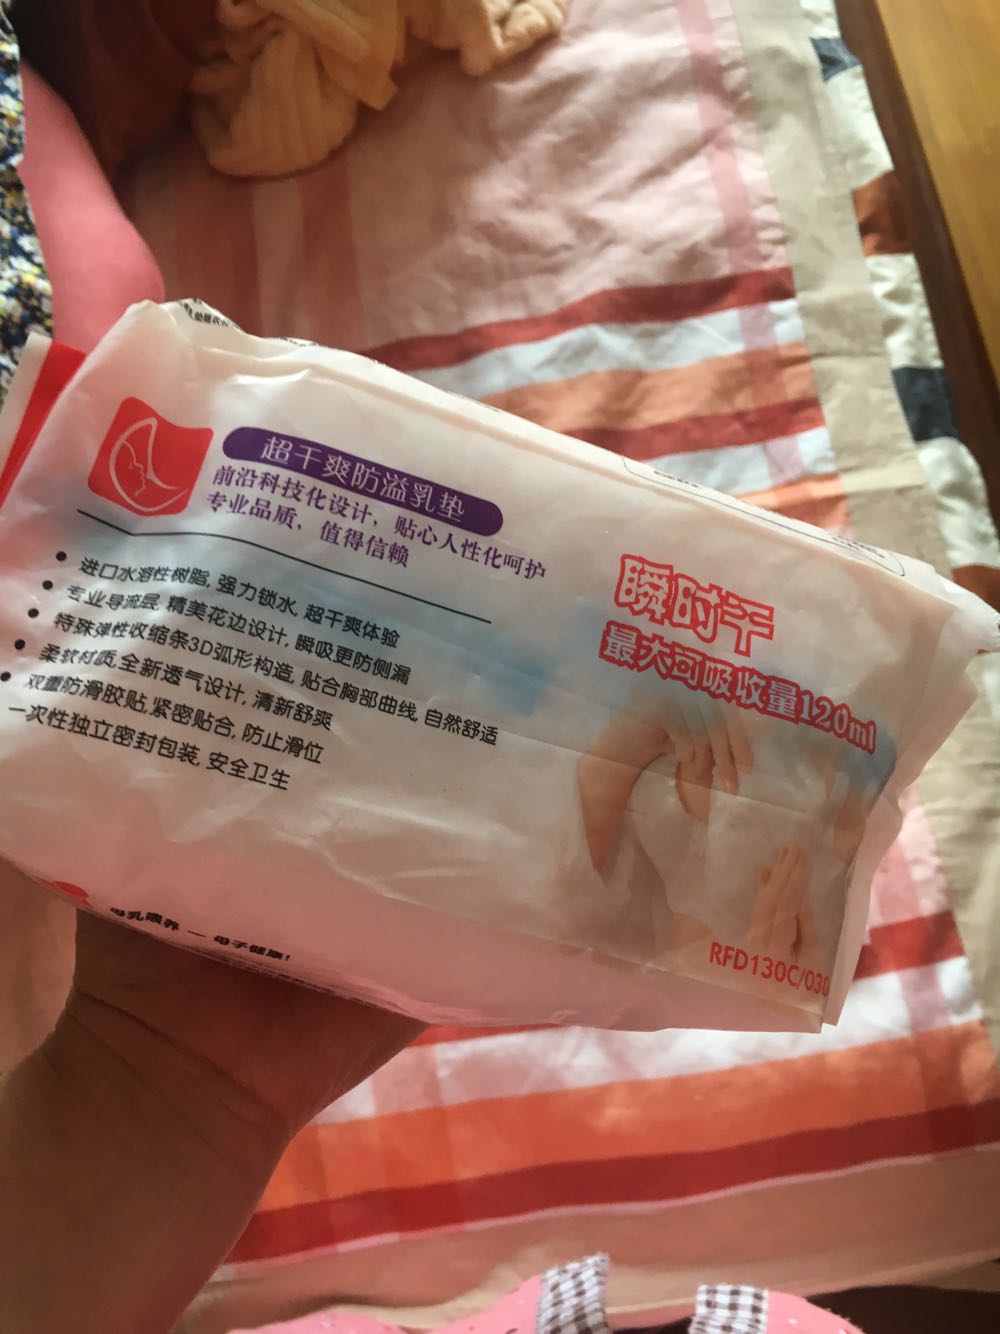 超干爽防溢乳垫
前沿科技化设计，贴心人性化呵护
专业品质，值得信赖
进口水溶性树脂, 强力锁水, 超干爽体验
专业导流层, 精美花边设计, 瞬吸更防侧漏
特殊弹性收缩条3D弧形构造, 贴合胸部曲线, 自然舒适
柔软材质,全新透气设计, 清新舒爽
双重防滑胶贴,紧密贴合, 防止滑位
一次性独立密封包装, 安全卫生
瞬时干
最大可吸收量120ml
母乳喂养 — 母子健康!
RFD130C/030